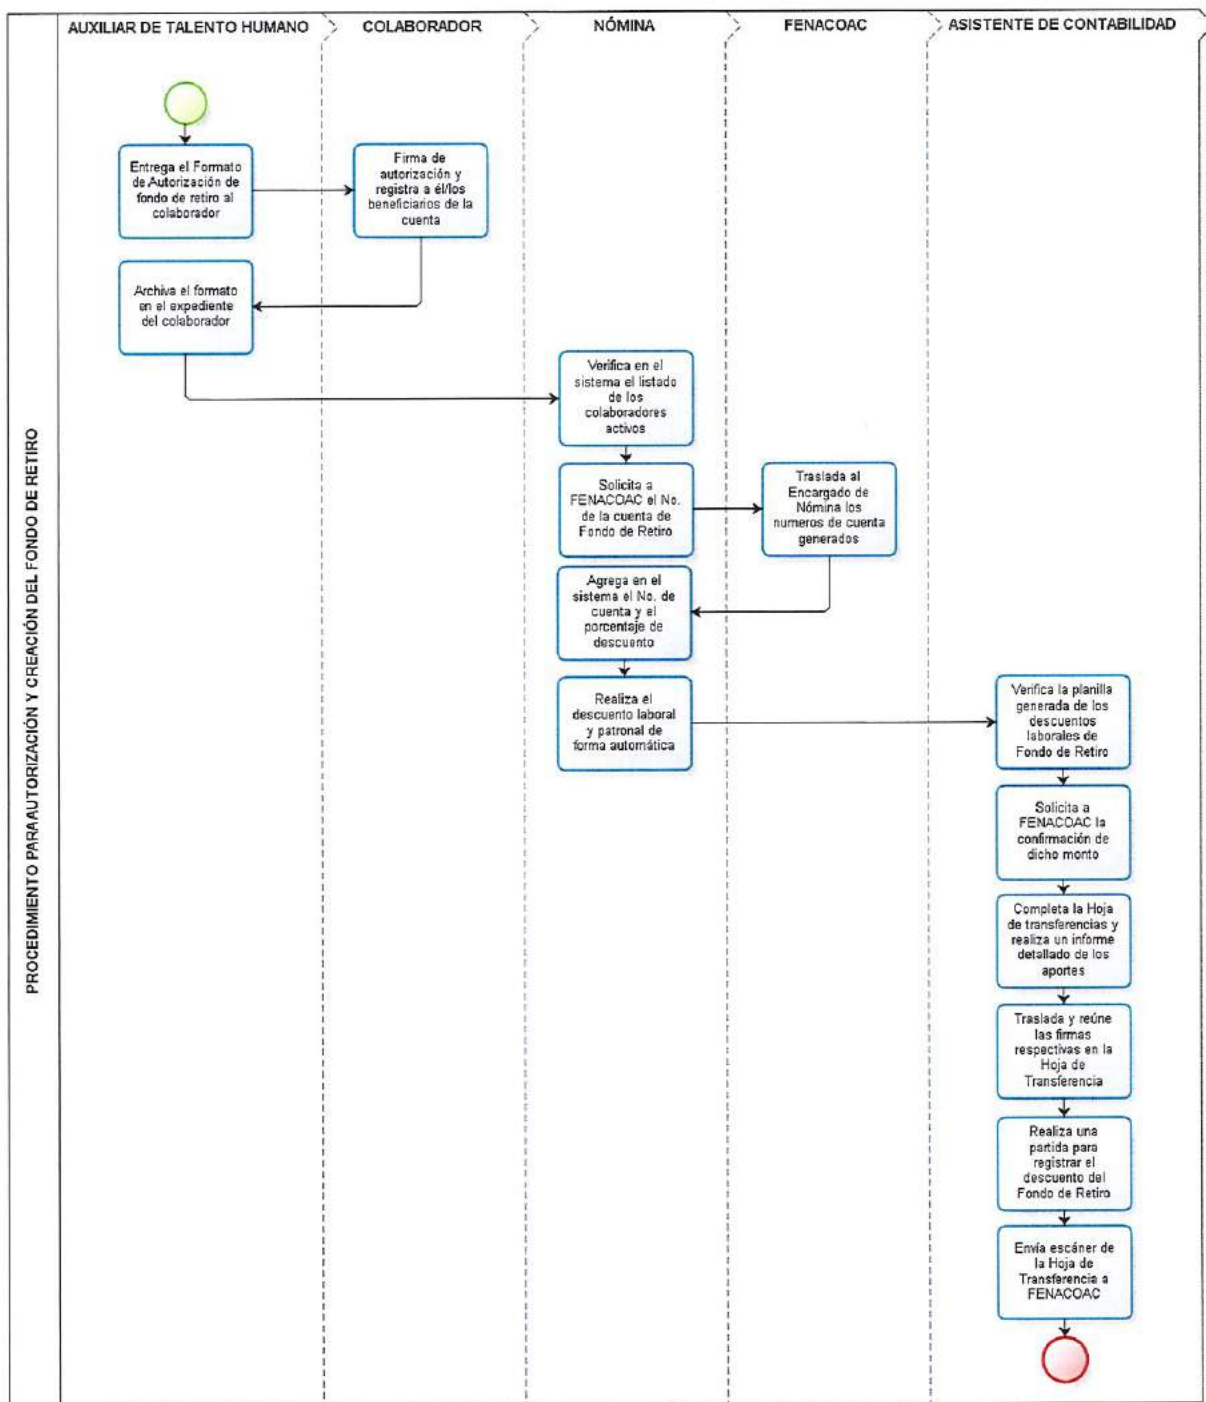 AUXILIAR DE TALENTO HUMANO
COLABORADOR
NÓMINA
FENACOAC
ASISTENTE DE CONTABILIDAD
PROCEDIMIENTO PARA AUTORIZACIÓN Y CREACIÓN DEL FONDO DE RETIRO
Entrega el Formato
de Autorización de
fondo de retiro al
colaborador
Firma de
autorización y
registra a él/los
beneficiarios de la
cuenta
Archiva el formato
en el expediente
del colaborador
Verifica en el
sistema el listado
de los
colaboradores
activos
Solicita a
FENACOAC el No.
de la cuenta de
Fondo de Retiro
Traslada al
Encargado de
Nómina los
numeros de cuenta
generados
Agrega en el
sistema el No. de
cuenta y el
porcentaje de
descuento
Realiza el
descuento laboral
y patronal de
forma automática
Verifica la planilla
generada de los
descuentos
laborales de
Fondo de Retiro
Solicita a
FENACOAC la
confirmación de
dicho monto
Completa la Hoja
de transferencias y
realiza un informe
detallado de los
aportes
Traslada y reúne
las firmas
respectivas en la
Hoja de
Transferencia
Realiza una
partida para
registrar el
descuento del
Fondo de Retiro
Envía escáner de
la Hoja de
Transferencia a
FENACOAC